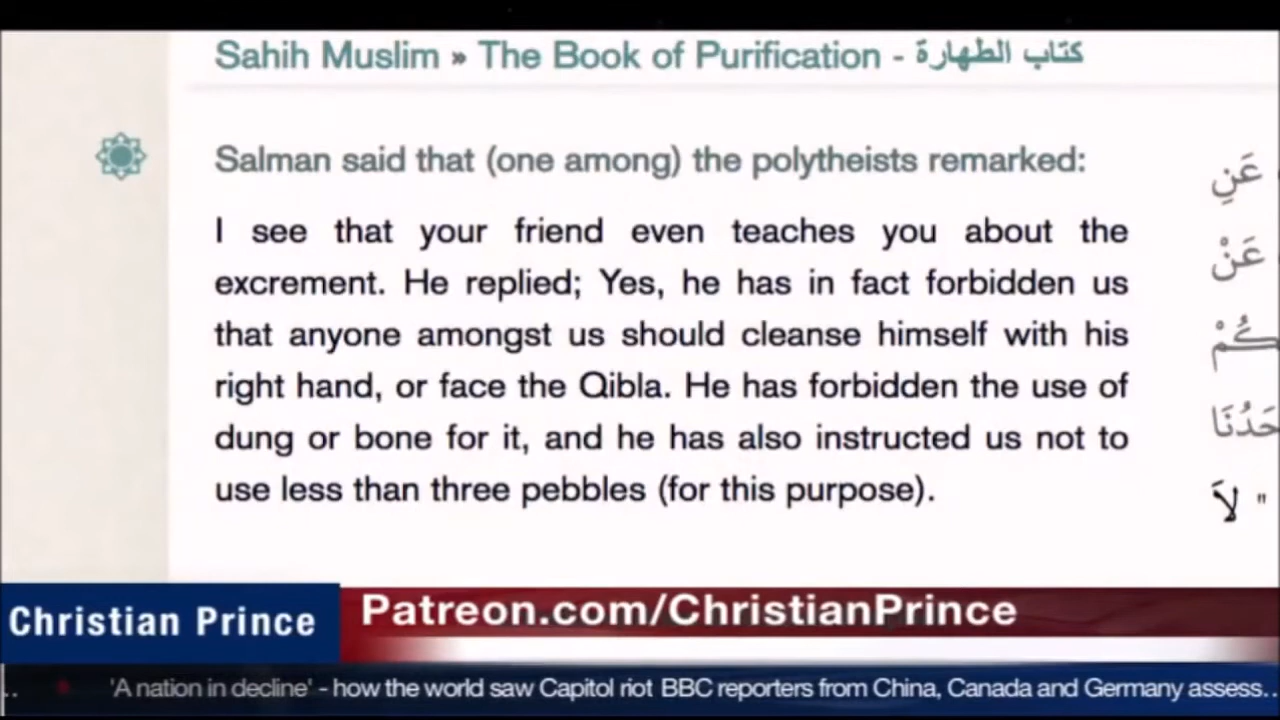 Sahih Muslim » The Book of Purification - كتاب الطهارة
Salman said that (one among) the polytheists remarked:
عَنِ
I see that your friend even teaches you about the
excrement. He replied; Yes, he has in fact forbidden us
عَنْ
that anyone amongst us should cleanse himself with his
كُمْ
right hand, or face the Qibla. He has forbidden the use of
dung or bone for it, and he has also instructed us not to
حَدُنَا
use less than three pebbles (for this purpose).
" لاَ
Christian Prince
Patreon.com/ChristianPrince
.. 'A nation in decline' - how the world saw Capitol riot BBC reporters from China, Canada and Germany assess..